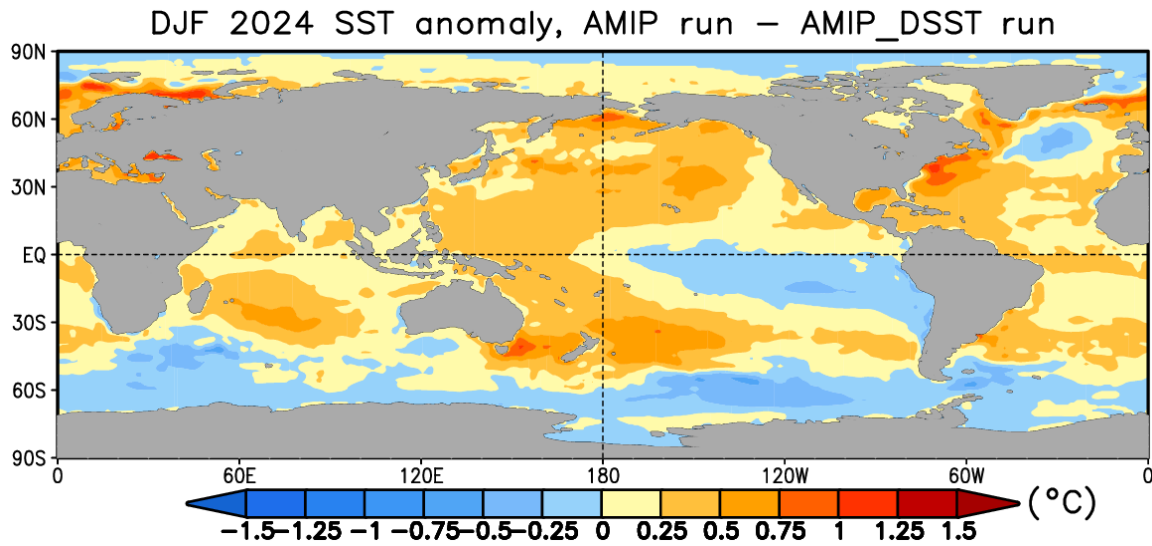 DJF 2024 SST anomaly, AMIP run – AMIP_DSST run
90N
60N
30N
EQ
30S
60S
90S
0 60E 120E 180 120W 60W 0
−1.5 −1.25 −1 −0.75 −0.5 −0.25 0 0.25 0.5 0.75 1 1.25 1.5
(°C)